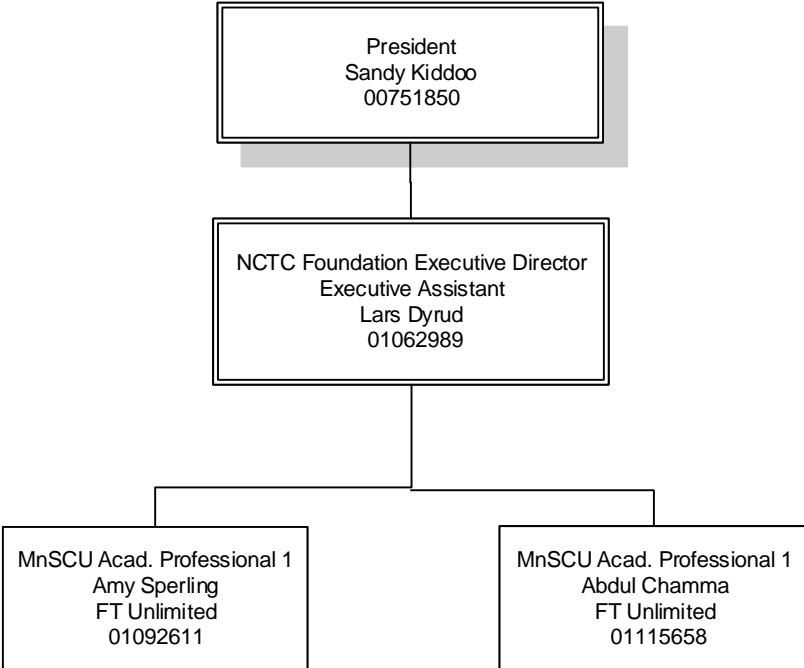 President
Sandy Kiddoo
00751850
NCTC Foundation Executive Director
Executive Assistant
Lars Dyrud
01062989
MnSCU Acad. Professional 1
Amy Sperling
FT Unlimited
01092611
MnSCU Acad. Professional 1
Abdul Chamma
FT Unlimited
01115658